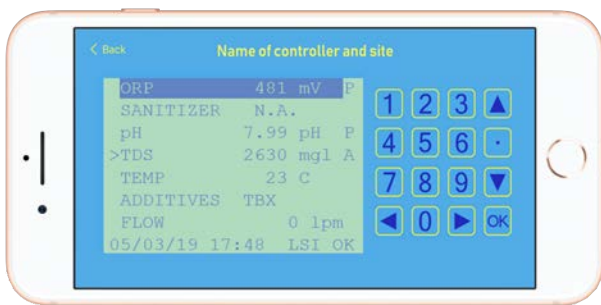 < Back
Name of controller and site
ORP 481 mV P
SANITIZER N.A.
pH 7.99 pH P
>TDS 2630 mgl A
TEMP 23 C
ADDITIVES TBX
FLOW 0 lpm
05/03/19 17:48 LSI OK
1 2 3 ▲
4 5 6 ·
7 8 9 ▼
◀ 0 ▶ OK